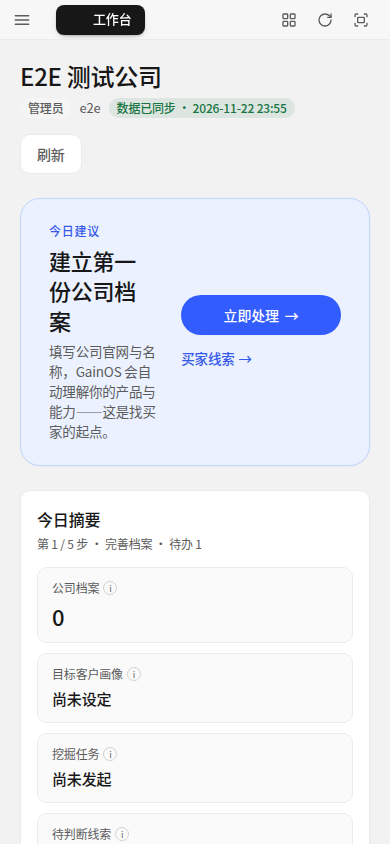 工作台
E2E 测试公司
管理员 e2e 数据已同步 · 2026-11-22 23:55
刷新
今日建议
建立第一
份公司档
案
填写公司官网与名
称，GainOS 会自
动理解你的产品与
能力——这是找买
家的起点。
立即处理 →
买家线索 →
今日摘要
第 1 / 5 步 · 完善档案 · 待办 1
公司档案
0
目标客户画像
尚未设定
挖掘任务
尚未发起
待判断线索